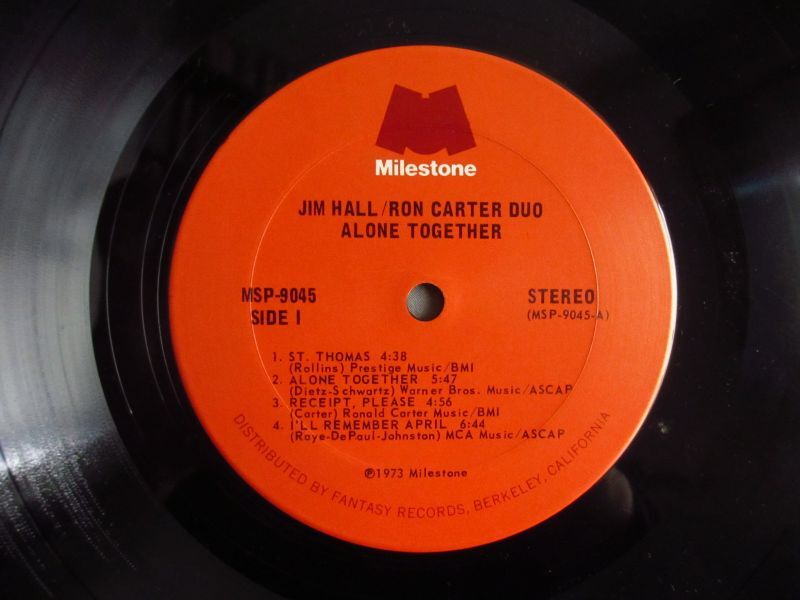 Milestone
JIM HALL/RON CARTER DUO
ALONE TOGETHER
MSP-9045
SIDE I
STEREO
(MSP-9045-A)
1. ST. THOMAS 4:38
(Rollins) Prestige Music/BMI
2. ALONE TOGETHER 5:47
(Dietz-Schwartz) Warner Bros. Music/ASCAP
3. RECEIPT, PLEASE 4:56
(Carter) Ronald Carter Music/BMI
4. I'LL REMEMBER APRIL 6:44
(Raye-DePaul-Johnston) MCA Music/ASCAP
℗1973 Milestone
DISTRIBUTED BY FANTASY RECORDS, BERKELEY, CALIFORNIA